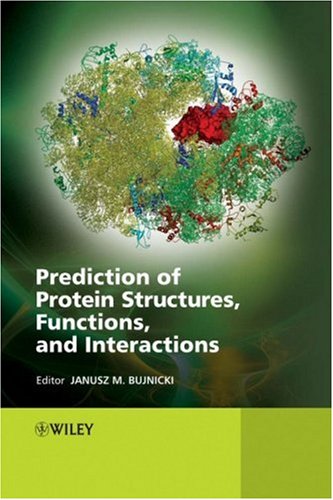 Prediction of
Protein Structures,
Functions,
and Interactions
Editor JANUSZ M. BUJNICKI
WILEY